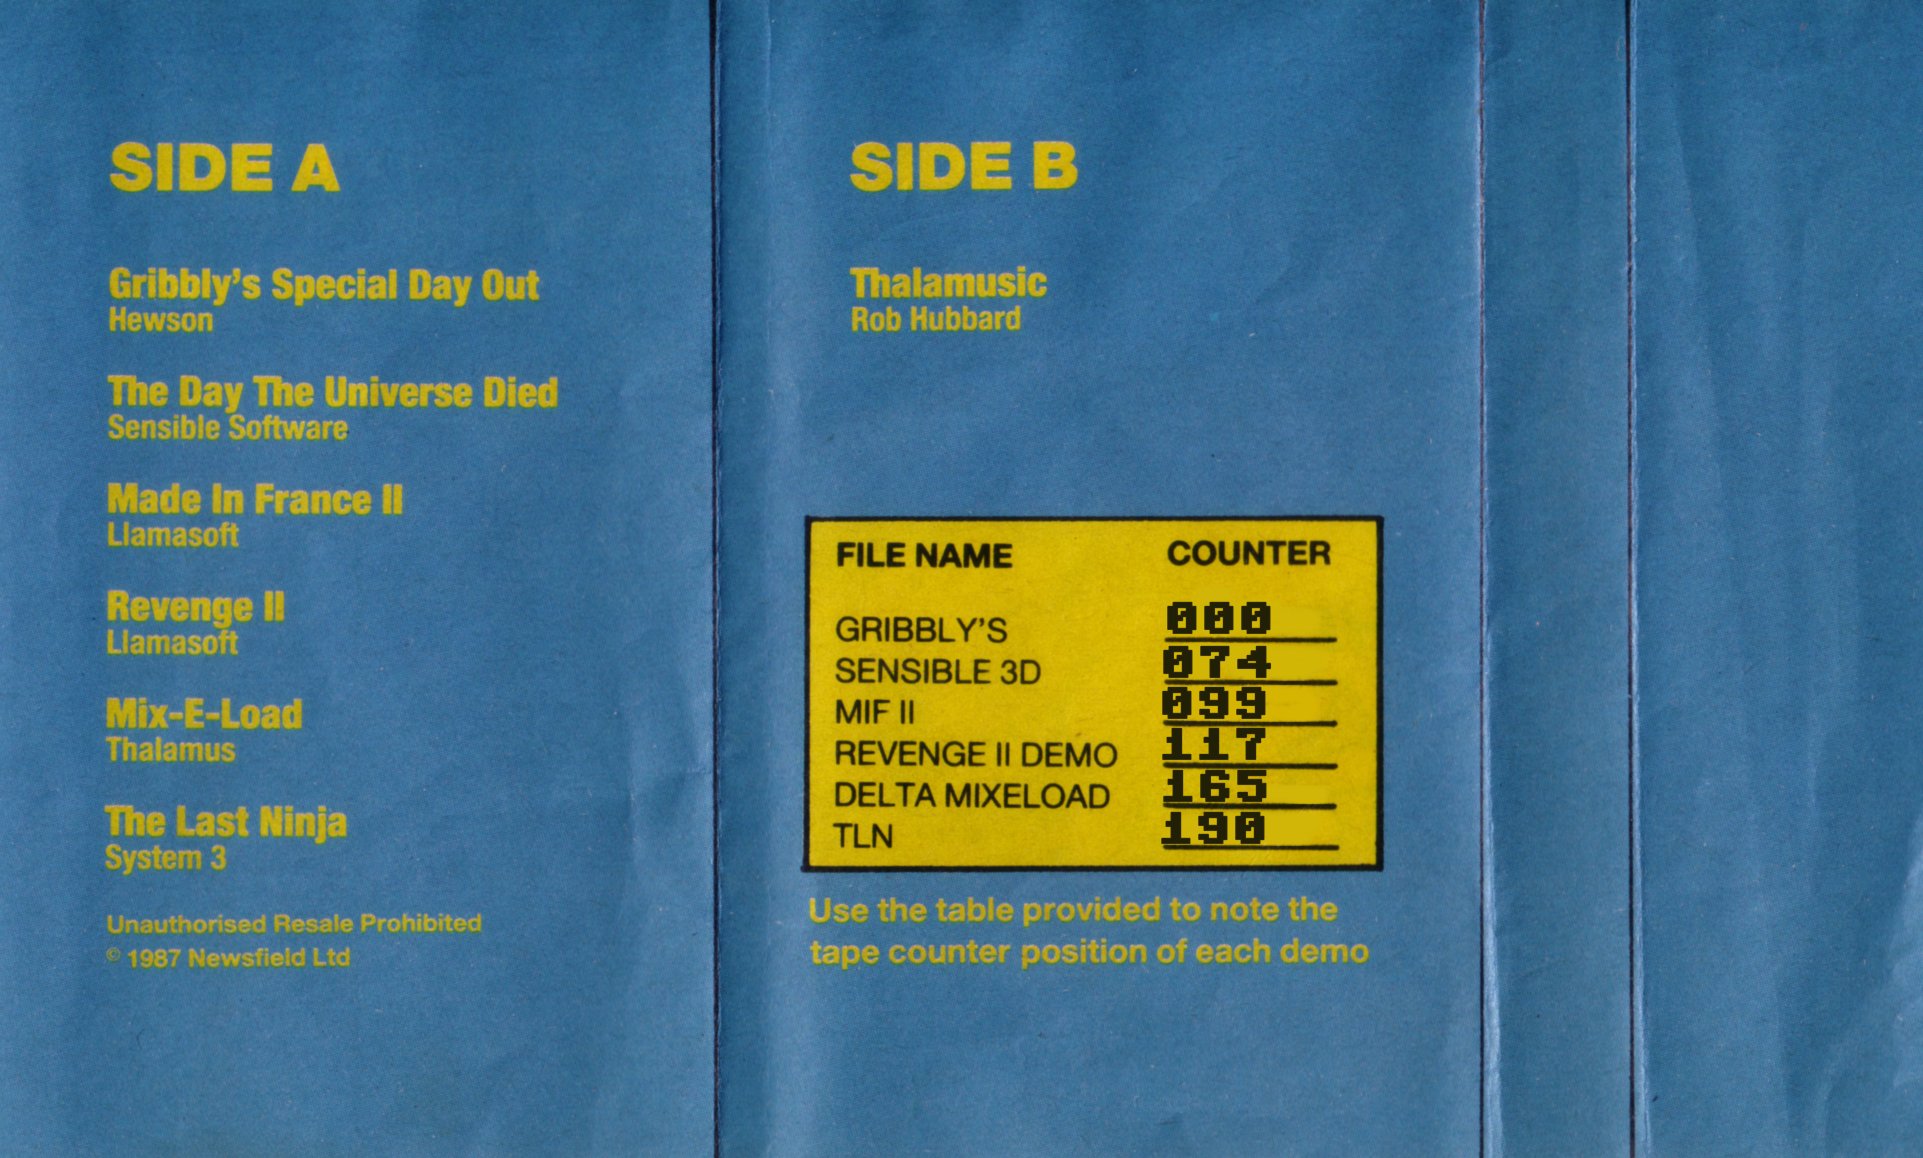 SIDE A
Gribbly's Special Day Out
Hewson
The Day The Universe Died
Sensible Software
Made In France II
Llamasoft
Revenge II
Llamasoft
Mix-E-Load
Thalamus
The Last Ninja
System 3
Unauthorised Resale Prohibited
© 1987 Newsfield Ltd
SIDE B
Thalamusic
Rob Hubbard
FILE NAME COUNTER
GRIBBLY'S 000
SENSIBLE 3D 074
MIF II 099
REVENGE II DEMO 117
DELTA MIXELOAD 165
TLN 190
Use the table provided to note the
tape counter position of each demo